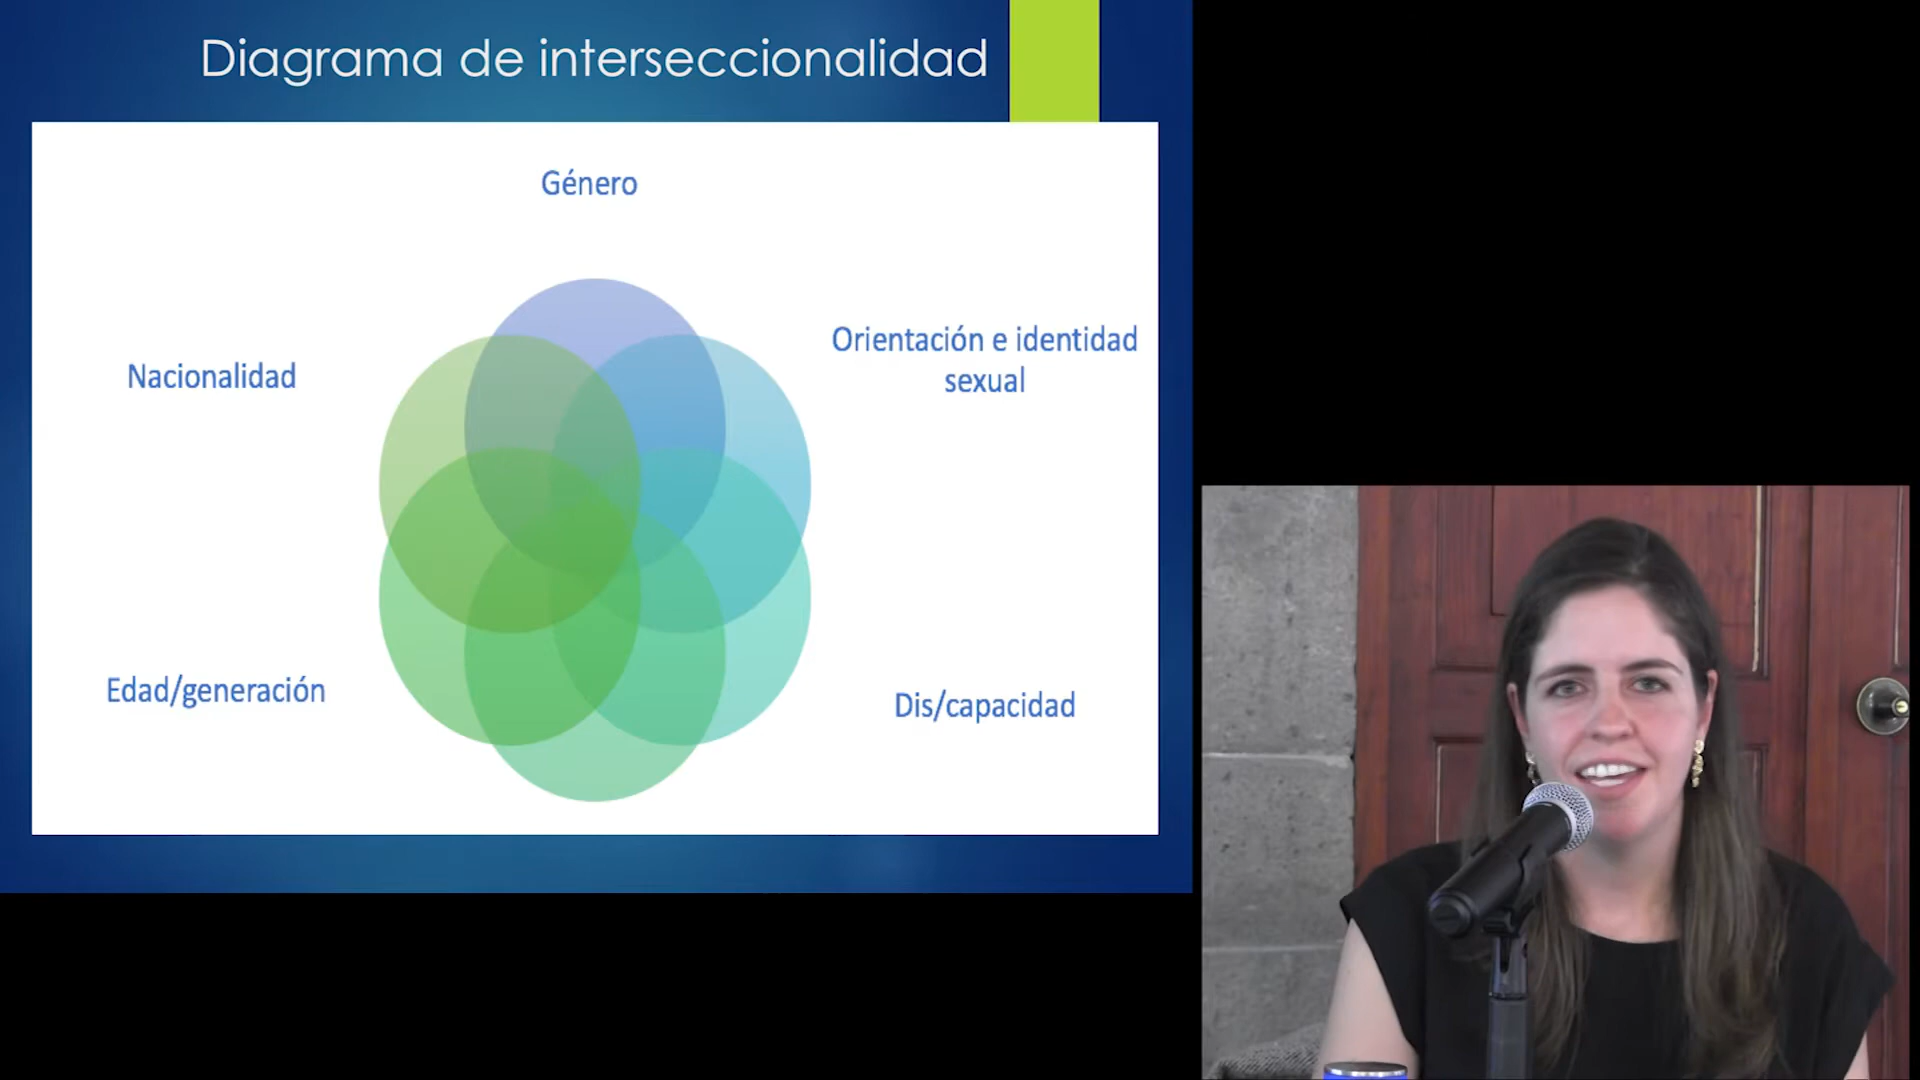 Diagrama de interseccionalidad
Género
Orientación e identidad
sexual
Nacionalidad
Edad/generación
Dis/capacidad